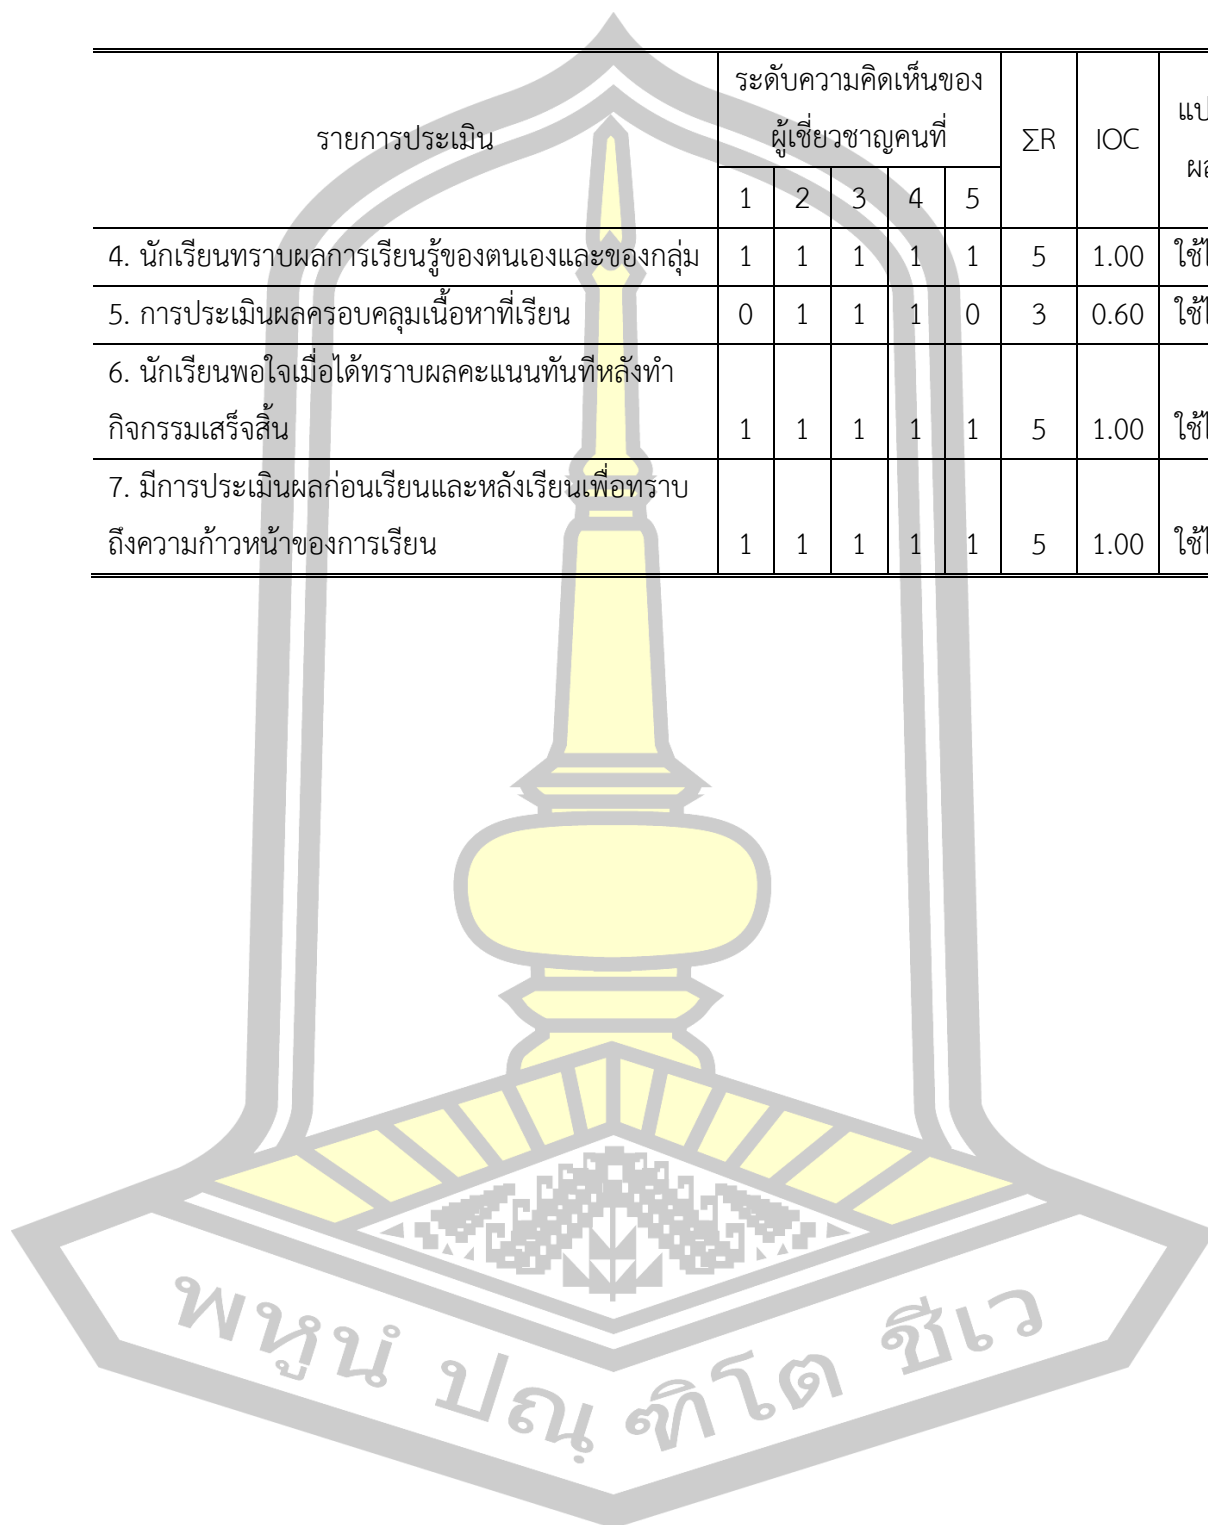 รายการประเมิน ระดับความคิดเห็นของ ΣR IOC
ผู้เชี่ยวชาญคนที่
1 2 3 4 5
4. นักเรียนทราบผลการเรียนรู้ของตนเองและของกลุ่ม 1 1 1 1 1 5 1.00
5. การประเมินผลครอบคลุมเนื้อหาที่เรียน 0 1 1 1 0 3 0.60
6. นักเรียนพอใจเมื่อได้ทราบผลคะแนนทันทีหลังทำ
กิจกรรมเสร็จสิ้น 1 1 1 1 1 5 1.00
7. มีการประเมินผลก่อนเรียนและหลังเรียนเพื่อทราบ
ถึงความก้าวหน้าของการเรียน 1 1 1 1 1 5 1.00
พหูนํ ปณฺฑิโต ชีเว